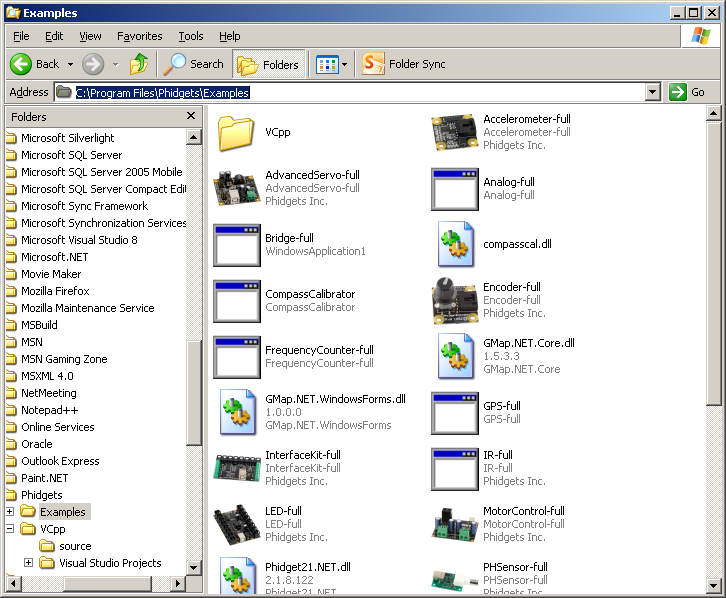 Examples
File Edit View Favorites Tools Help
Back Search Folders Folder Sync
Address C:\Program Files\Phidgets\Examples Go
Folders
Microsoft Silverlight
Microsoft SQL Server
Microsoft SQL Server 2005 Mobile
Microsoft SQL Server Compact Edit
Microsoft Sync Framework
Microsoft Synchronization Services
Microsoft Visual Studio 8
Microsoft.NET
Movie Maker
Mozilla Firefox
Mozilla Maintenance Service
MSBuild
MSN
MSN Gaming Zone
MSXML 4.0
NetMeeting
Notepad++
Online Services
Oracle
Outlook Express
Paint.NET
Phidgets
Examples
VCpp
source
Visual Studio Projects
VCpp
Accelerometer-full
Accelerometer-full
Phidgets Inc.
AdvancedServo-full
AdvancedServo-full
Phidgets Inc.
Analog-full
Analog-full
Bridge-full
WindowsApplication1
compasscal.dll
CompassCalibrator
CompassCalibrator
Encoder-full
Encoder-full
Phidgets Inc.
FrequencyCounter-full
FrequencyCounter-full
GMap.NET.Core.dll
1.5.3.3
GMap.NET.Core
GMap.NET.WindowsForms.dll
1.0.0.0
GMap.NET.WindowsForms
GPS-full
GPS-full
InterfaceKit-full
InterfaceKit-full
Phidgets Inc.
IR-full
IR-full
Phidgets Inc.
LED-full
LED-full
Phidgets Inc.
MotorControl-full
MotorControl-full
Phidgets Inc.
Phidget21.NET.dll
2.1.8.122
Phidget21.NET
PHSensor-full
PHSensor-full
Phidgets Inc.